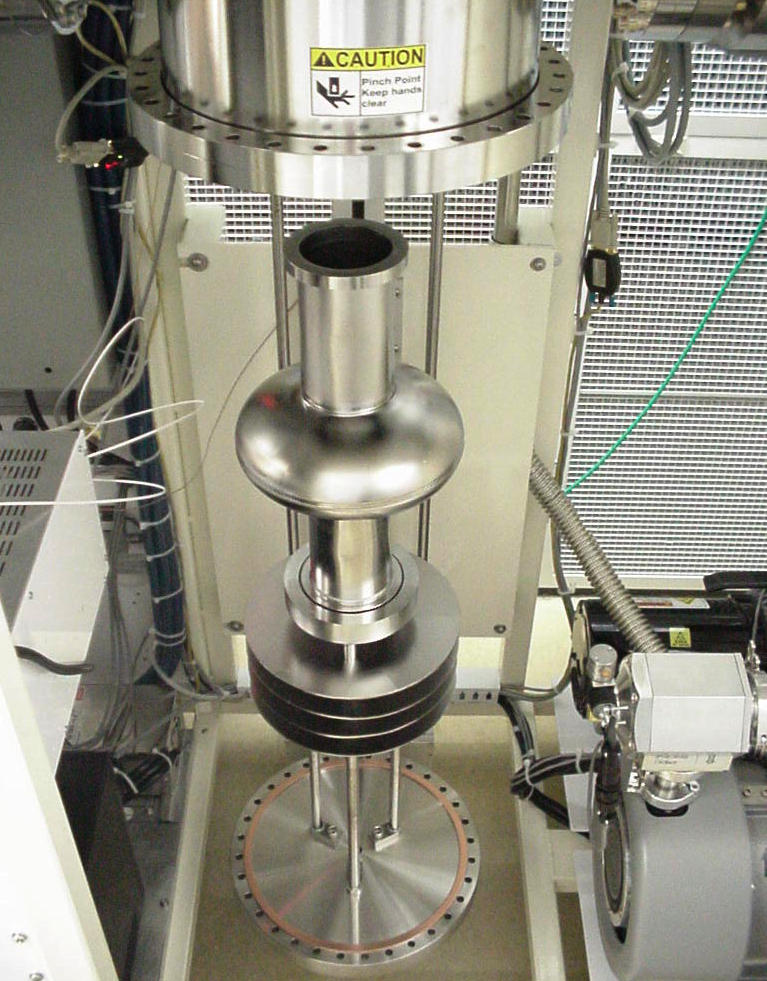 CAUTION
Pinch Point
Keep hands
clear